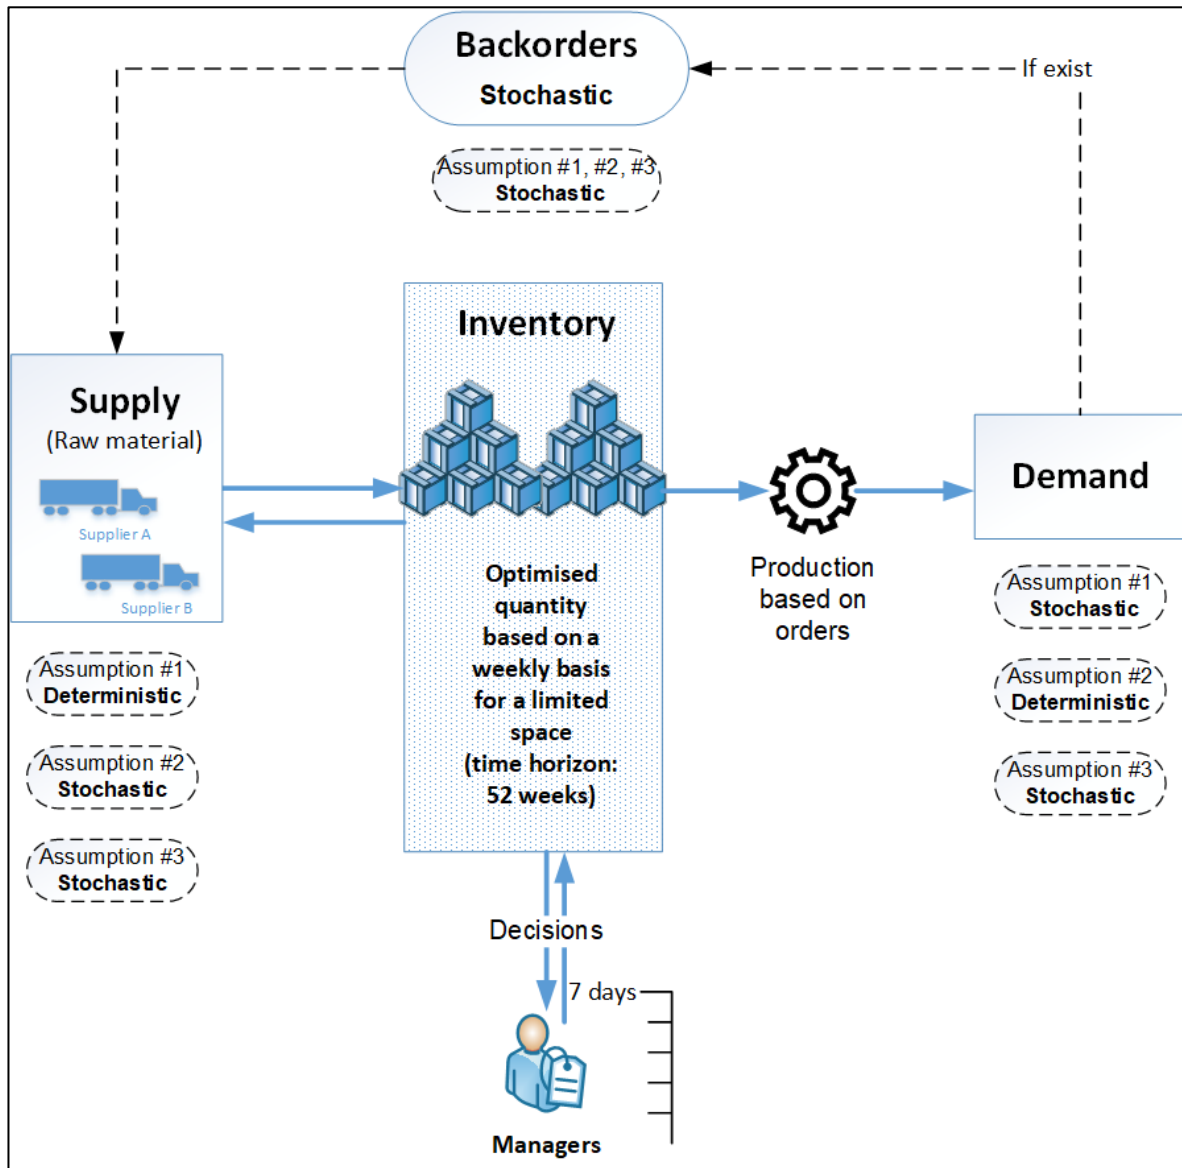 Backorders
Stochastic
If exist
Assumption #1, #2, #3
Stochastic
Inventory
Supply
(Raw material)
Supplier A
Supplier B
Demand
Production
based on
orders
Optimised
quantity
based on a
weekly basis
for a limited
space
(time horizon:
52 weeks)
Assumption #1
Deterministic
Assumption #2
Stochastic
Assumption #3
Stochastic
Assumption #1
Stochastic
Assumption #2
Deterministic
Assumption #3
Stochastic
Decisions
7 days
Managers